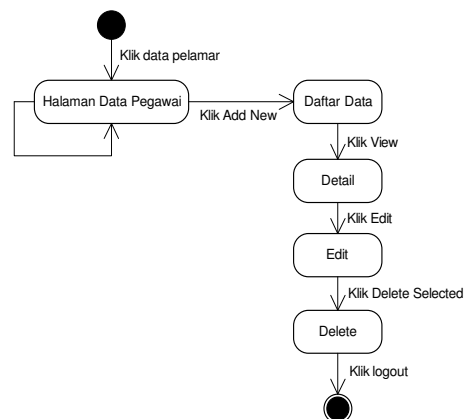 Klik data pelamar
Halaman Data Pegawai
Klik Add New
Daftar Data
Klik View
Detail
Klik Edit
Edit
Klik Delete Selected
Delete
Klik logout